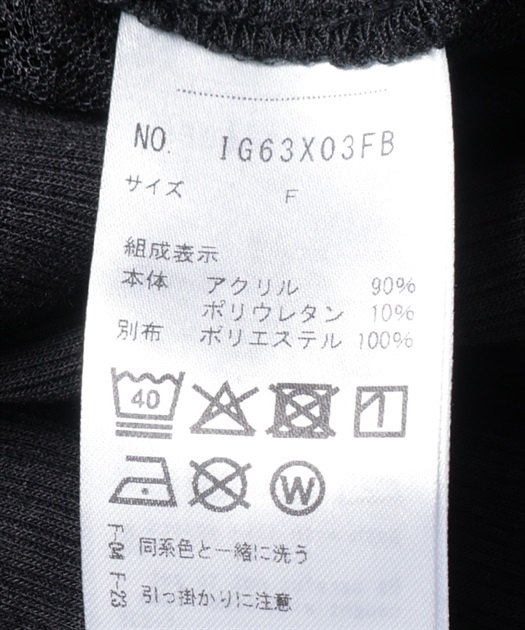 NO. IG63X03FB
サイズ F
組成表示
本体 アクリル 90%
ポリウレタン 10%
別布 ポリエステル 100%
40
W
F-04 同系色と一緒に洗う
F-23 引っ掛かりに注意